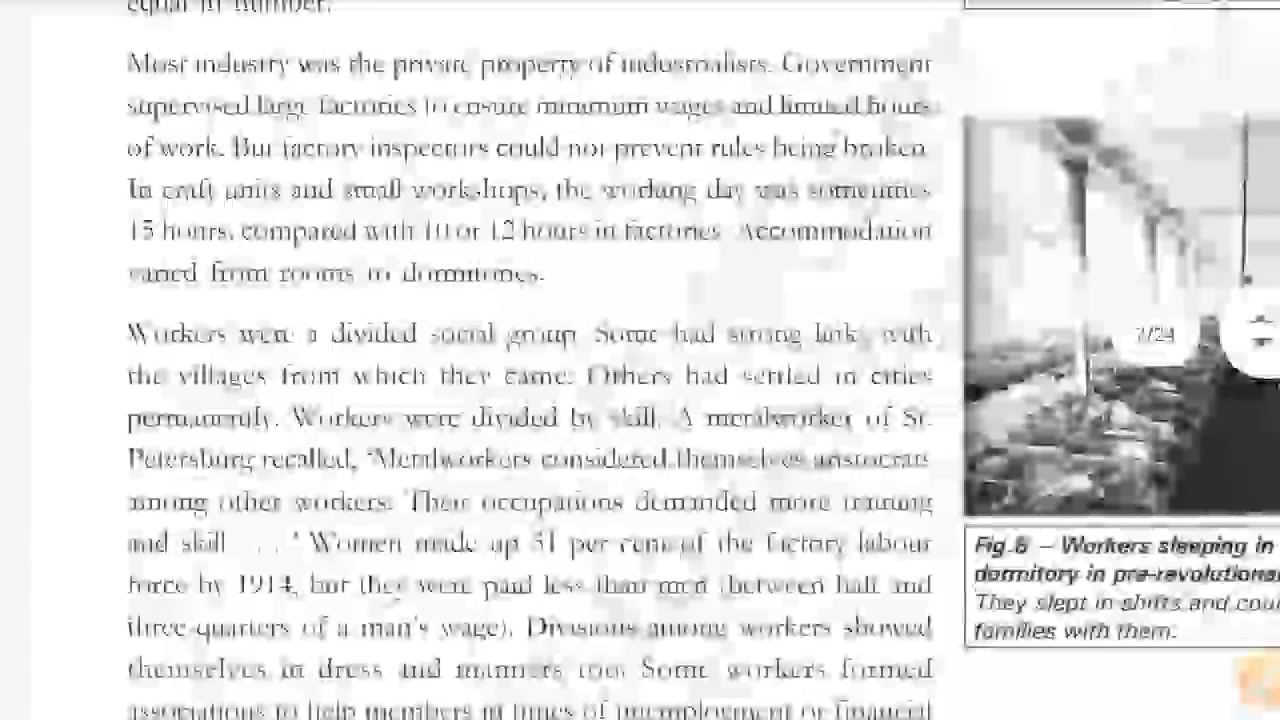 equal in number.
Most industry was the private property of industrialists. Government
supervised large factories to ensure minimum wages and limited hours
of work. But factory inspectors could not prevent rules being broken.
In craft units and small workshops, the working day was sometimes
15 hours, compared with 10 or 12 hours in factories. Accommodation
varied from rooms to dormitories.
Workers were a divided social group. Some had strong links with
the villages from which they came. Others had settled in cities
permanently. Workers were divided by skill. A metalworker of St.
Petersburg recalled, 'Metalworkers considered themselves aristocrats
among other workers. Their occupations demanded more training
and skill . . . ' Women made up 31 per cent of the factory labour
force by 1914, but they were paid less than men (between half and
three-quarters of a man's wage). Divisions among workers showed
themselves in dress and manners too. Some workers formed
associations to help members in times of unemployment or financial
7/24
Fig.6 – Workers sleeping in
dormitory in pre-revolutiona
They slept in shifts and cou
families with them.